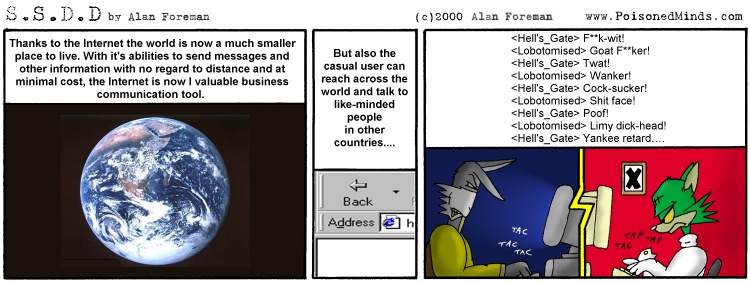 S.S.D.D by Alan Foreman
(c)2000 Alan Foreman
www.PoisonedMinds.com
Thanks to the Internet the world is now a much smaller
place to live. With it's abilities to send messages and
other information with no regard to distance and at
minimal cost, the Internet is now I valuable business
communication tool.
But also the
casual user can
reach across the
world and talk to
like-minded
people
in other
countries....
Back
Address
h
<Hell's_Gate> F**k-wit!
<Lobotomised> Goat F**ker!
<Hell's_Gate> Twat!
<Lobotomised> Wanker!
<Hell's_Gate> Cock-sucker!
<Lobotomised> Shit face!
<Hell's_Gate> Poof!
<Lobotomised> Limy dick-head!
<Hell's_Gate> Yankee retard....
TAC
TAC
TAC
X
TAP
TAP
TAC